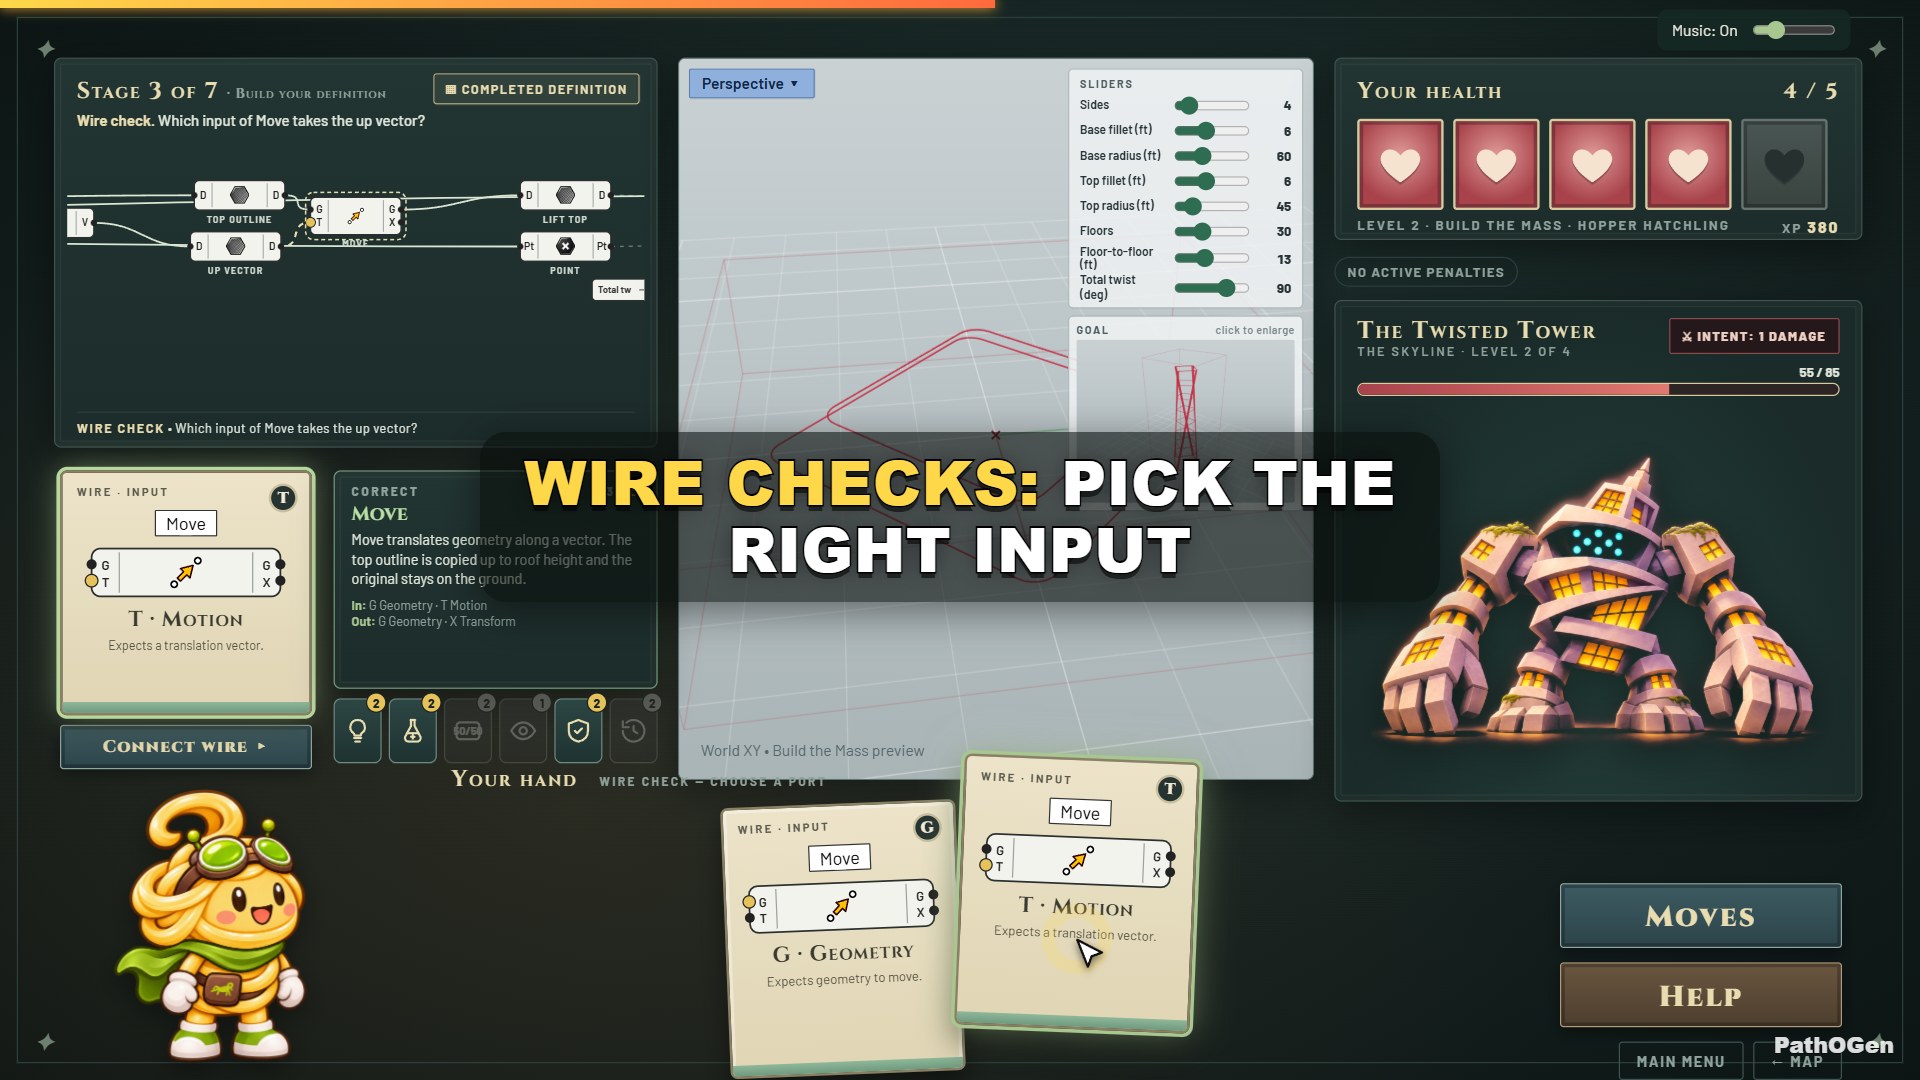 Music: On
STAGE 3 OF 7 · BUILD YOUR DEFINITION
COMPLETED DEFINITION
Wire check. Which input of Move takes the up vector?
V
D D
TOP OUTLINE
D D
UP VECTOR
G G
T X
MOVE
D D
LIFT TOP
Pt Pt
POINT
Total tw
WIRE CHECK • Which input of Move takes the up vector?
Perspective ▼
SLIDERS
Sides 4
Base fillet (ft) 6
Base radius (ft) 60
Top fillet (ft) 6
Top radius (ft) 45
Floors 30
Floor-to-floor (ft) 13
Total twist (deg) 90
GOAL click to enlarge
World XY • Build the Mass preview
YOUR HEALTH 4 / 5
LEVEL 2 · BUILD THE MASS · HOPPER HATCHLING
XP 380
NO ACTIVE PENALTIES
THE TWISTED TOWER
THE SKYLINE · LEVEL 2 OF 4
INTENT: 1 DAMAGE
55 / 85
WIRE CHECKS: PICK THE
RIGHT INPUT
WIRE · INPUT T
Move
G G
T X
T · MOTION
Expects a translation vector.
CONNECT WIRE ▸
CORRECT
MOVE
Move translates geometry along a vector. The
top outline is copied up to roof height and the
original stays on the ground.
In: G Geometry · T Motion
Out: G Geometry · X Transform
2 2 2 1 2 2
50/50
YOUR HAND WIRE CHECK — CHOOSE A PORT
WIRE · INPUT G
Move
G G
T X
G · GEOMETRY
Expects geometry to move.
WIRE · INPUT T
Move
G G
T X
T · MOTION
Expects a translation vector.
MOVES
HELP
MAIN MENU
← MAP
PathOGen